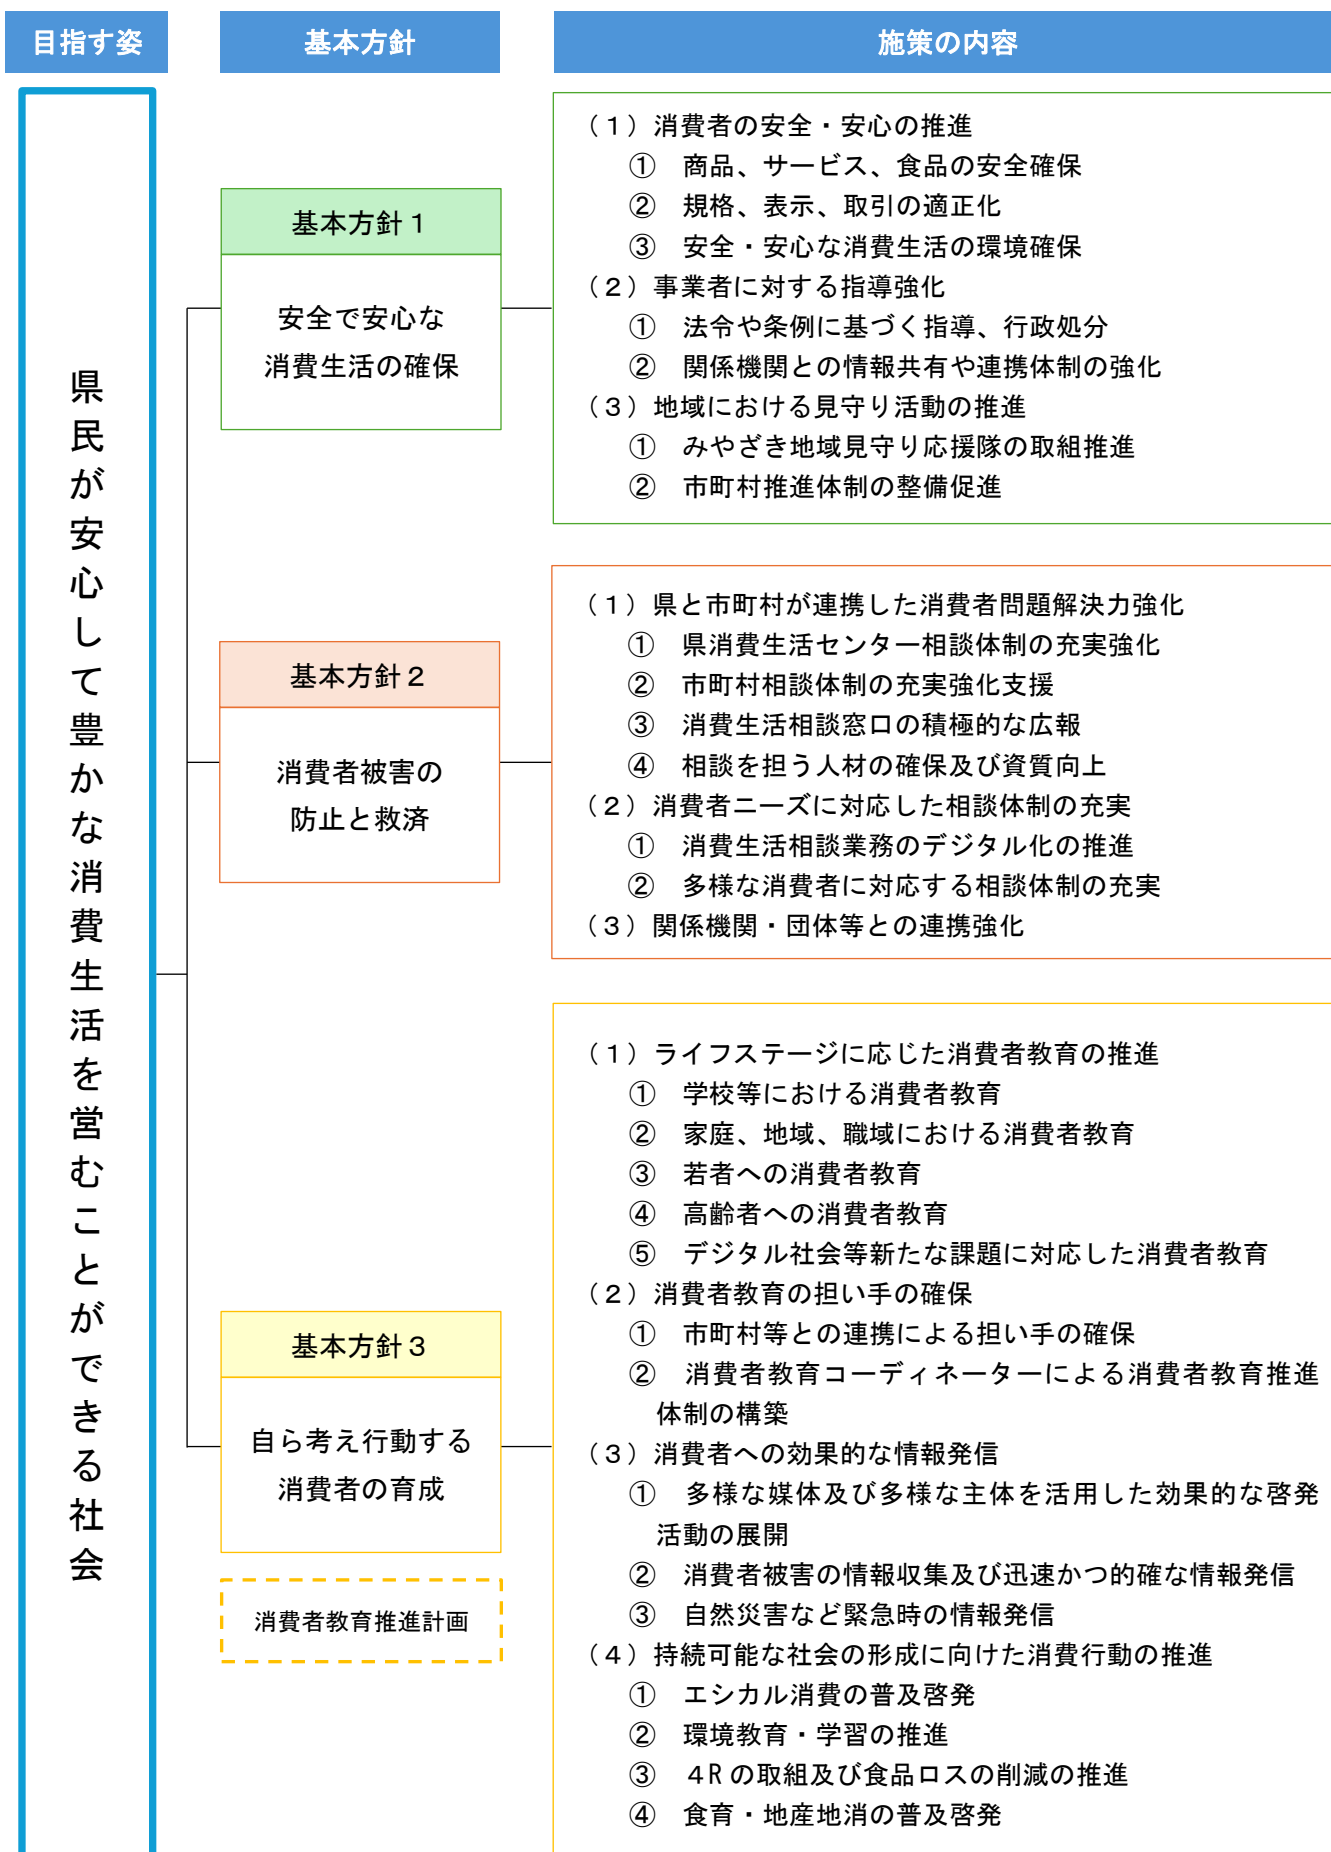 目指す姿
基本方針
施策の内容
県民が安心して豊かな消費生活を営むことができる社会
基本方針１
安全で安心な
消費生活の確保
（１）消費者の安全・安心の推進
① 商品、サービス、食品の安全確保
② 規格、表示、取引の適正化
③ 安全・安心な消費生活の環境確保
（２）事業者に対する指導強化
① 法令や条例に基づく指導、行政処分
② 関係機関との情報共有や連携体制の強化
（３）地域における見守り活動の推進
① みやざき地域見守り応援隊の取組推進
② 市町村推進体制の整備促進
基本方針２
消費者被害の
防止と救済
（１）県と市町村が連携した消費者問題解決力強化
① 県消費生活センター相談体制の充実強化
② 市町村相談体制の充実強化支援
③ 消費生活相談窓口の積極的な広報
④ 相談を担う人材の確保及び資質向上
（２）消費者ニーズに対応した相談体制の充実
① 消費生活相談業務のデジタル化の推進
② 多様な消費者に対応する相談体制の充実
（３）関係機関・団体等との連携強化
基本方針３
自ら考え行動する
消費者の育成
消費者教育推進計画
（１）ライフステージに応じた消費者教育の推進
① 学校等における消費者教育
② 家庭、地域、職域における消費者教育
③ 若者への消費者教育
④ 高齢者への消費者教育
⑤ デジタル社会等新たな課題に対応した消費者教育
（２）消費者教育の担い手の確保
① 市町村等との連携による担い手の確保
② 消費者教育コーディネーターによる消費者教育推進
体制の構築
（３）消費者への効果的な情報発信
① 多様な媒体及び多様な主体を活用した効果的な啓発
活動の展開
② 消費者被害の情報収集及び迅速かつ的確な情報発信
③ 自然災害など緊急時の情報発信
（４）持続可能な社会の形成に向けた消費行動の推進
① エシカル消費の普及啓発
② 環境教育・学習の推進
③ ４Rの取組及び食品ロスの削減の推進
④ 食育・地産地消の普及啓発